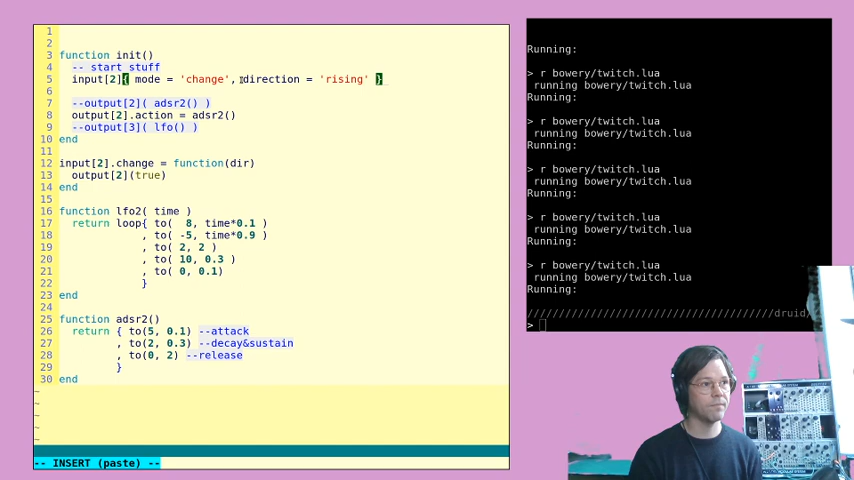 1
2
3 function init()
4 -- start stuff
5 input[2]{ mode = 'change', direction = 'rising' }
6
7 --output[2]( adsr2() )
8 output[2].action = adsr2()
9 --output[3]( lfo() )
10 end
11
12 input[2].change = function(dir)
13 output[2](true)
14 end
15
16 function lfo2( time )
17 return loop{ to( 8, time*0.1 )
18 , to( -5, time*0.9 )
19 , to( 2, 2 )
20 , to( 10, 0.3 )
21 , to( 0, 0.1)
22 }
23 end
24
25 function adsr2()
26 return { to(5, 0.1) --attack
27 , to(2, 0.3) --decay&sustain
28 , to(0, 2) --release
29 }
30 end
~
~
~
~
~
-- INSERT (paste) --
Running:
> r bowery/twitch.lua
running bowery/twitch.lua
Running:
> r bowery/twitch.lua
running bowery/twitch.lua
Running:
> r bowery/twitch.lua
running bowery/twitch.lua
Running:
> r bowery/twitch.lua
running bowery/twitch.lua
Running:
> r bowery/twitch.lua
running bowery/twitch.lua
Running:
///////////////////////////////////////druid/
>